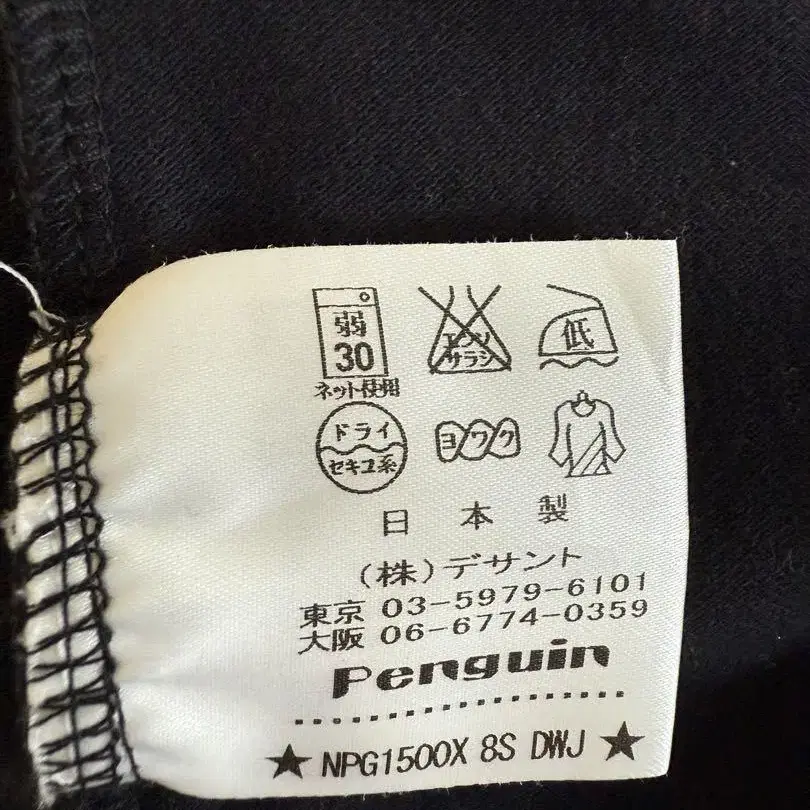 弱
30
ネット使用
エンソ
サラシ
低
ドライ
セキユ系
ヨワク
日本製
(株)デサント
東京 03-5979-6101
大阪 06-6774-0359
Penguin
★ NPG1500X 8S DWJ ★